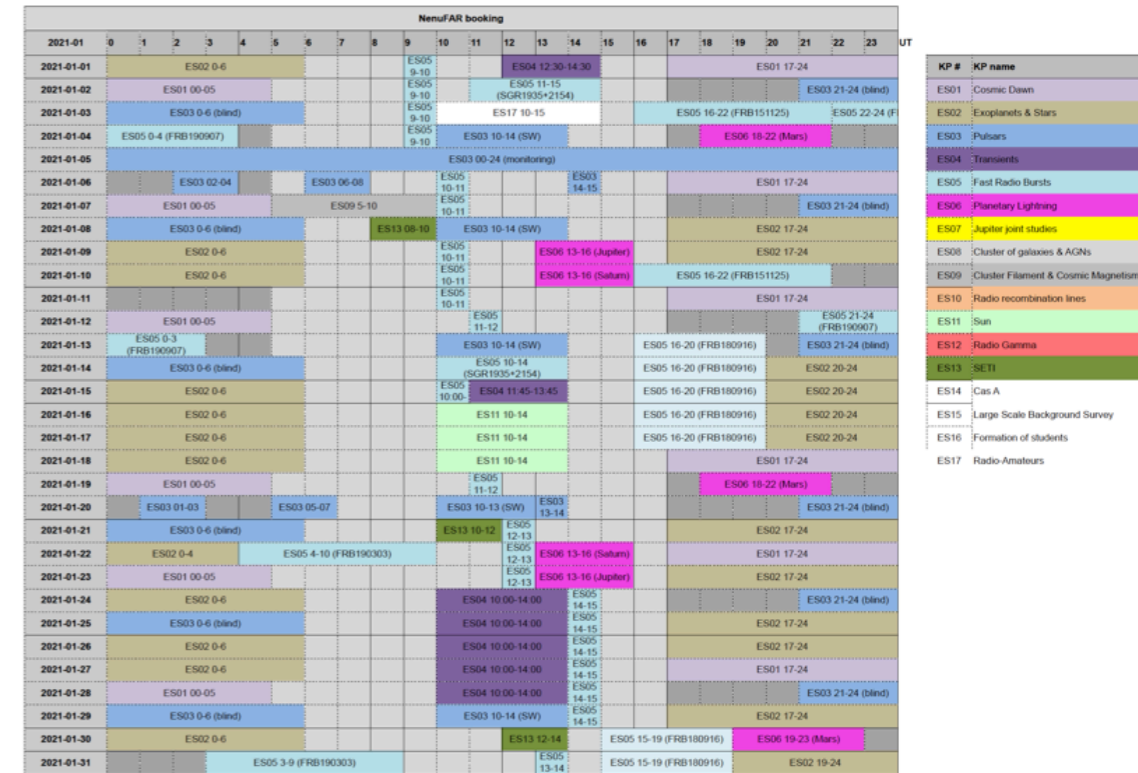 NenuFAR booking
2021-01 0 1 2 3 4 5 6 7 8 9 10 11 12 13 14 15 16 17 18 19 20 21 22 23 UT
2021-01-01 ES02 0-6 ES05 9-10 ES04 12:30-14:30 ES01 17-24
2021-01-02 ES01 00-05 ES05 9-10 ES05 11-15 (SGR1935+2154) ES03 21-24 (blind)
2021-01-03 ES03 0-6 (blind) ES05 9-10 ES17 10-15 ES05 16-22 (FRB151125) ES05 22-24 (F
2021-01-04 ES05 0-4 (FRB190907) ES05 9-10 ES03 10-14 (SW) ES06 18-22 (Mars)
2021-01-05 ES03 00-24 (monitoring)
2021-01-06 ES03 02-04 ES03 06-08 ES05 10-11 ES03 14-15 ES01 17-24
2021-01-07 ES01 00-05 ES09 5-10 ES05 10-11 ES03 21-24 (blind)
2021-01-08 ES03 0-6 (blind) ES13 08-10 ES03 10-14 (SW) ES02 17-24
2021-01-09 ES02 0-6 ES05 10-11 ES06 13-16 (Jupiter) ES02 17-24
2021-01-10 ES02 0-6 ES05 10-11 ES06 13-16 (Saturn) ES05 16-22 (FRB151125)
2021-01-11 ES05 10-11 ES01 17-24
2021-01-12 ES01 00-05 ES05 11-12 ES05 21-24 (FRB190907)
2021-01-13 ES05 0-3 (FRB190907) ES03 10-14 (SW) ES05 16-20 (FRB180916) ES03 21-24 (blind)
2021-01-14 ES03 0-6 (blind) ES05 10-14 (SGR1935+2154) ES05 16-20 (FRB180916) ES02 20-24
2021-01-15 ES02 0-6 ES05 10:00- ES04 11:45-13:45 ES05 16-20 (FRB180916) ES02 20-24
2021-01-16 ES02 0-6 ES11 10-14 ES05 16-20 (FRB180916) ES02 20-24
2021-01-17 ES02 0-6 ES11 10-14 ES05 16-20 (FRB180916) ES02 20-24
2021-01-18 ES02 0-6 ES11 10-14 ES01 17-24
2021-01-19 ES01 00-05 ES05 11-12 ES06 18-22 (Mars)
2021-01-20 ES03 01-03 ES03 05-07 ES03 10-13 (SW) ES03 13-14 ES03 21-24 (blind)
2021-01-21 ES03 0-6 (blind) ES13 10-12 ES05 12-13 ES02 17-24
2021-01-22 ES02 0-4 ES05 4-10 (FRB190303) ES05 12-13 ES06 13-16 (Saturn) ES01 17-24
2021-01-23 ES01 00-05 ES05 12-13 ES06 13-16 (Jupiter) ES02 17-24
2021-01-24 ES02 0-6 ES04 10:00-14:00 ES05 14-15 ES03 21-24 (blind)
2021-01-25 ES03 0-6 (blind) ES04 10:00-14:00 ES05 14-15 ES02 17-24
2021-01-26 ES02 0-6 ES04 10:00-14:00 ES05 14-15 ES02 17-24
2021-01-27 ES02 0-6 ES04 10:00-14:00 ES05 14-15 ES01 17-24
2021-01-28 ES01 00-05 ES04 10:00-14:00 ES05 14-15 ES03 21-24 (blind)
2021-01-29 ES03 0-6 (blind) ES03 10-14 (SW) ES05 14-15 ES02 17-24
2021-01-30 ES02 0-6 ES13 12-14 ES05 15-19 (FRB180916) ES06 19-23 (Mars)
2021-01-31 ES05 3-9 (FRB190303) ES05 13-14 ES05 15-19 (FRB180916) ES02 19-24
KP # KP name
ES01 Cosmic Dawn
ES02 Exoplanets & Stars
ES03 Pulsars
ES04 Transients
ES05 Fast Radio Bursts
ES06 Planetary Lightning
ES07 Jupiter joint studies
ES08 Cluster of galaxies & AGNs
ES09 Cluster Filament & Cosmic Magnetism
ES10 Radio recombination lines
ES11 Sun
ES12 Radio Gamma
ES13 SETI
ES14 Cas A
ES15 Large Scale Background Survey
ES16 Formation of students
ES17 Radio-Amateurs